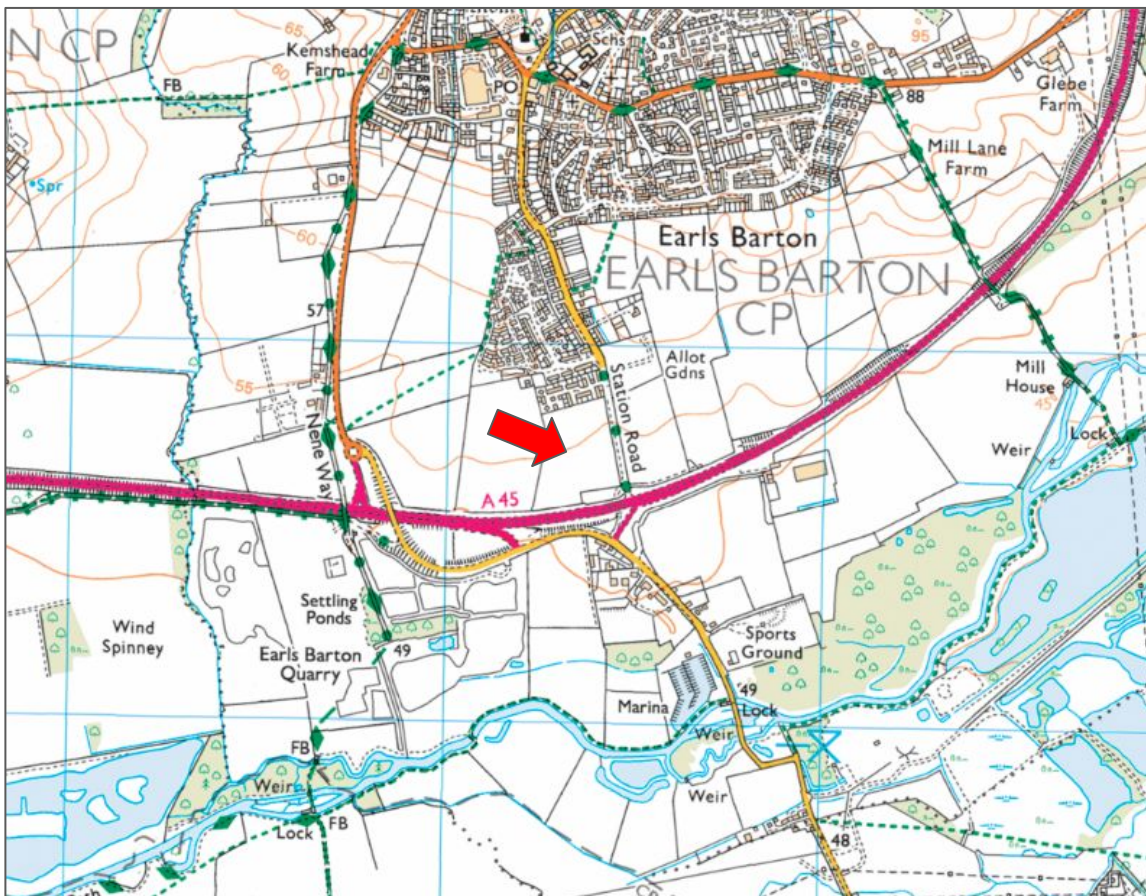 N CP
Kemshead
Farm
FB
65
60
Spr
PO
Schs
95
88
Glebe
Farm
Mill Lane
Farm
Earls Barton
EARLS BARTON
CP
60
57
55
Nene Way
Station Road
Allot
Gdns
Mill
House
45
Weir
Lock
A 45
Settling
Ponds
Wind
Spinney
49
Earls Barton
Quarry
Sports
Ground
Marina
49
Lock
Weir
Weir
FB
Weir
Lock
FB
48